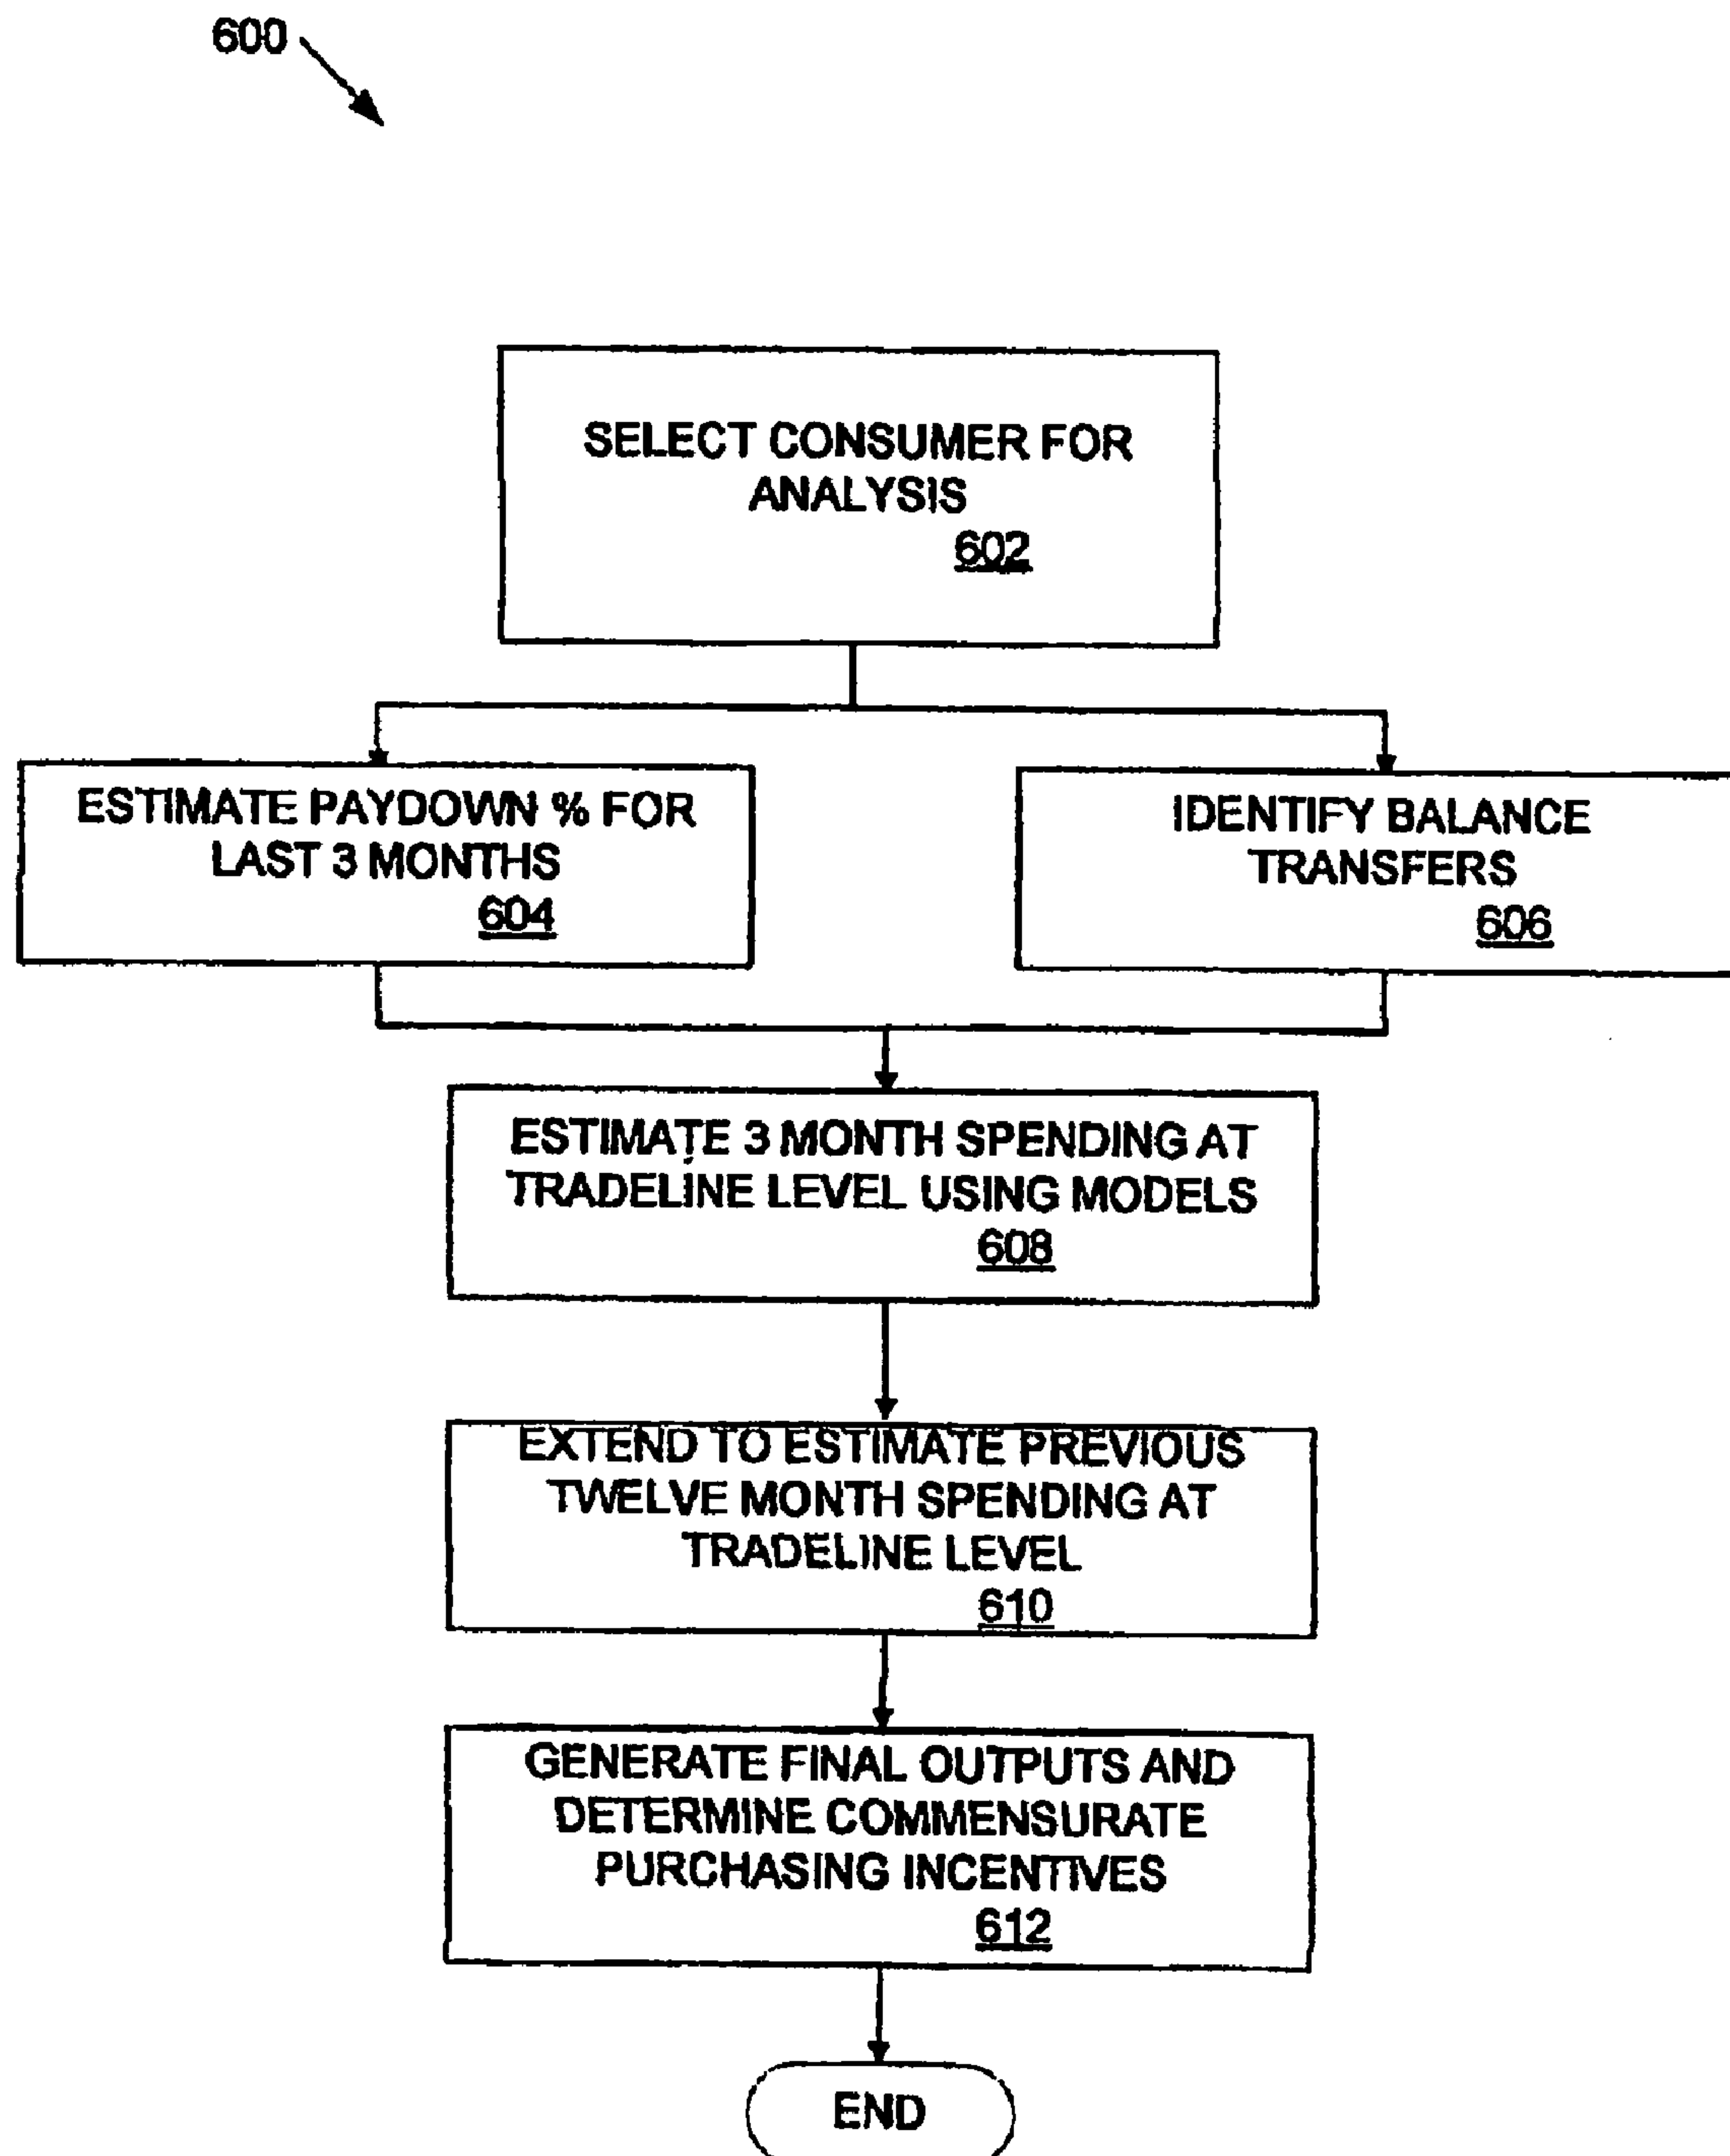 600
SELECT CONSUMER FOR
ANALYSIS
602
ESTIMATE PAYDOWN % FOR
LAST 3 MONTHS
604
IDENTIFY BALANCE
TRANSFERS
606
ESTIMATE 3 MONTH SPENDING AT
TRADELINE LEVEL USING MODELS
608
EXTEND TO ESTIMATE PREVIOUS
TWELVE MONTH SPENDING AT
TRADELINE LEVEL
610
GENERATE FINAL OUTPUTS AND
DETERMINE COMMENSURATE
PURCHASING INCENTIVES
612
END